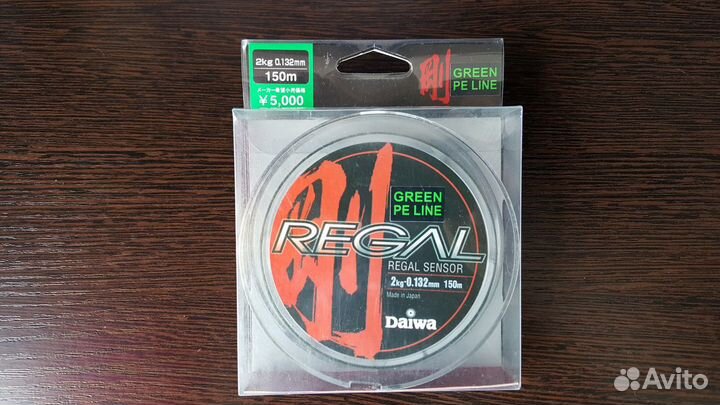 2kg 0.132mm
150m
メーカー希望小売価格
¥5,000
剛
GREEN
PE LINE
剛
GREEN
PE LINE
REGAL
REGAL SENSOR
2kg-0.132mm 150m
Made in Japan
Daiwa
Avito